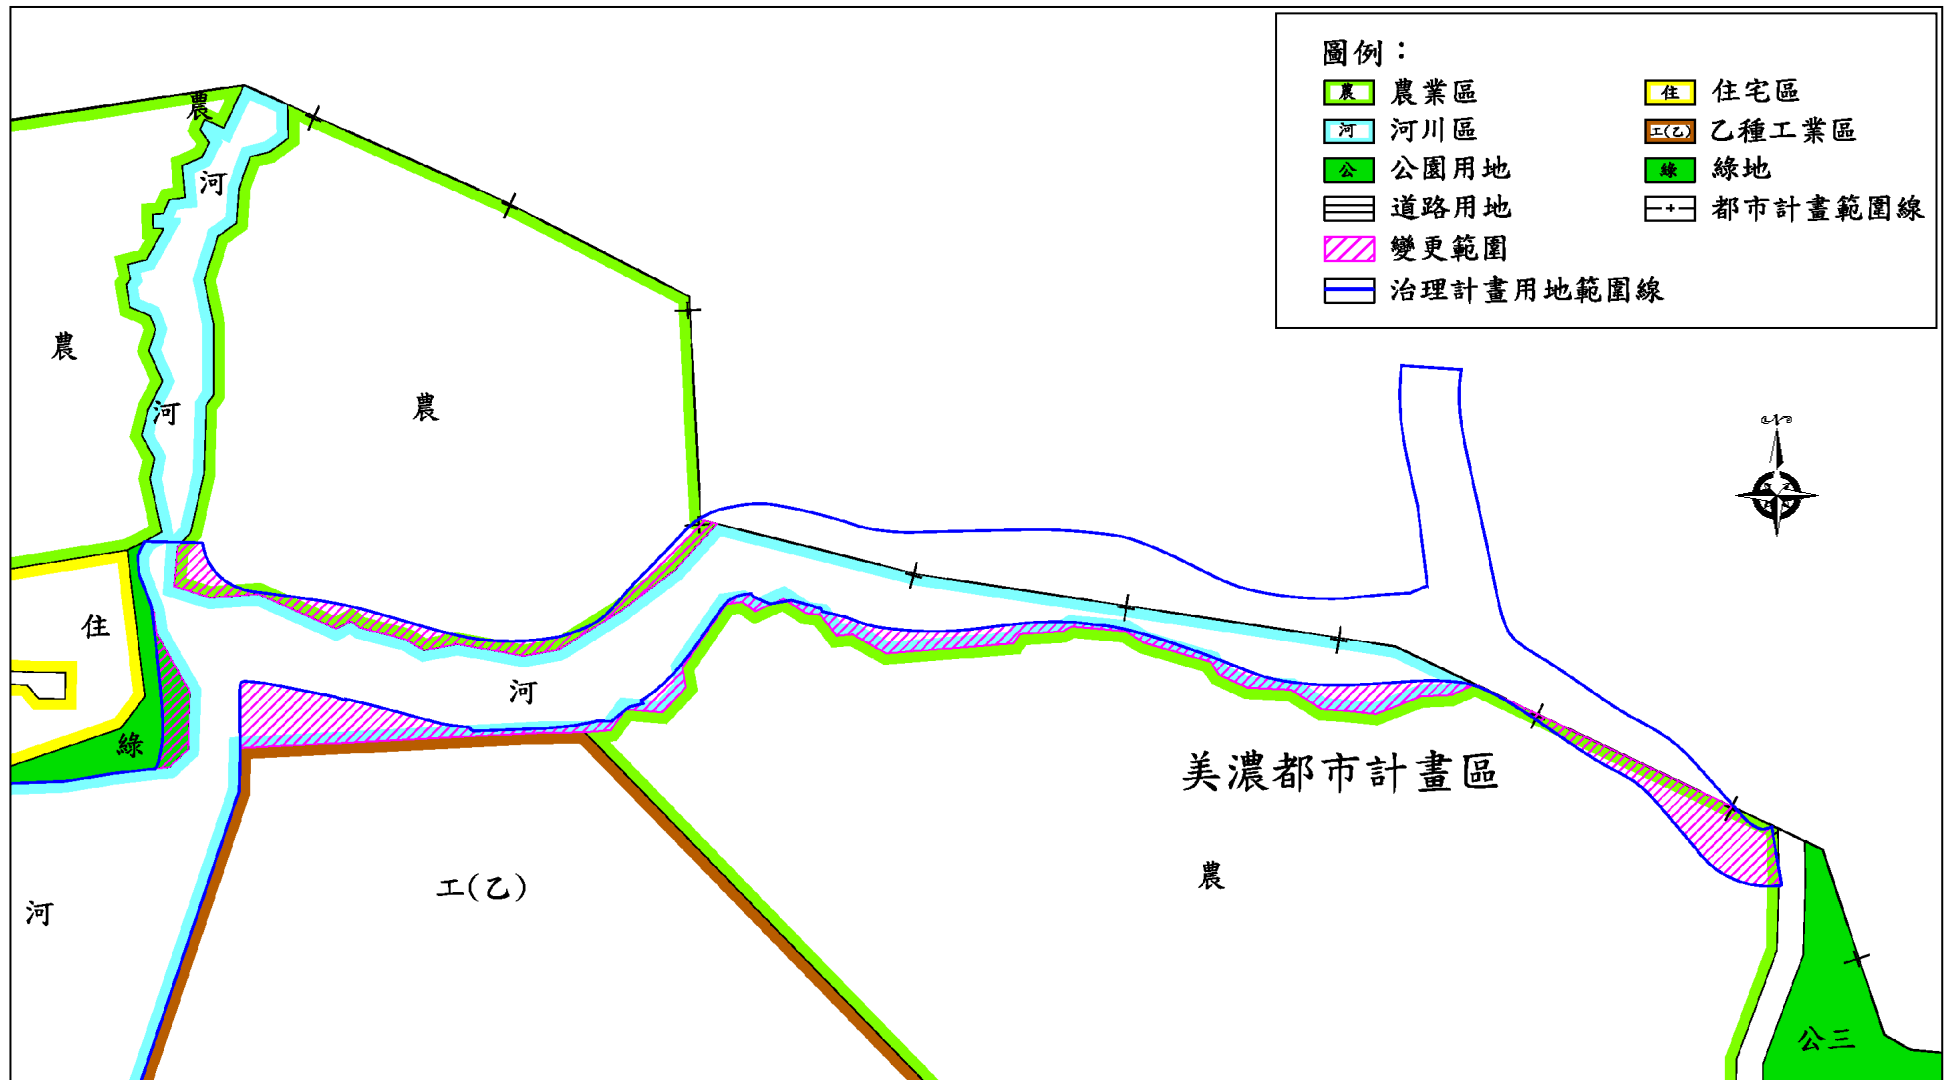 圖例：
農 農業區
住 住宅區
河 河川區
工(乙) 乙種工業區
公 公園用地
綠 綠地
道路用地
都市計畫範圍線
變更範圍
治理計畫用地範圍線
農
河
農
河
農
住
河
綠
美濃都市計畫區
工(乙)
農
河
公三